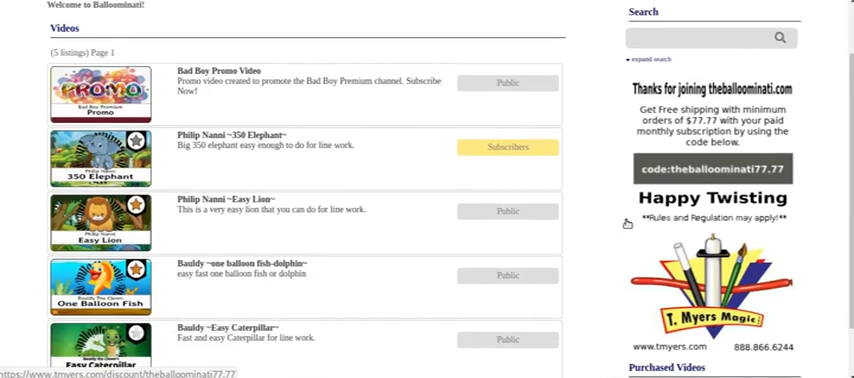 Welcome to Balloominati!
Videos
(5 listings) Page 1
PROMO
Bad Boy Premium
Promo
Bad Boy Promo Video
Promo video created to promote the Bad Boy Premium channel. Subscribe
Now!
Public
Philip Nanni
350 Elephant
Philip Nanni ~350 Elephant~
Big 350 elephant easy enough to do for line work.
Subscribers
Philip Nanni
Easy Lion
Philip Nanni ~Easy Lion~
This is a very easy lion that you can do for line work.
Public
Bauldy The Clown
One Balloon Fish
Bauldy ~one balloon fish-dolphin~
easy fast one balloon fish or dolphin
Public
Bauldy the Clown's
Easy Caterpillar
Bauldy ~Easy Caterpillar~
Fast and easy Caterpillar for line work.
Public
https://www.tmyers.com/discount/theballoominati77.77
Search
expand search
Thanks for joining theballoominati.com
Get Free shipping with minimum
orders of $77.77 with your paid
monthly subscription by using the
code below.
code:theballoominati77.77
Happy Twisting
**Rules and Regulation may apply!**
T. Myers Magic Inc.
www.tmyers.com 888.866.6244
Purchased Videos